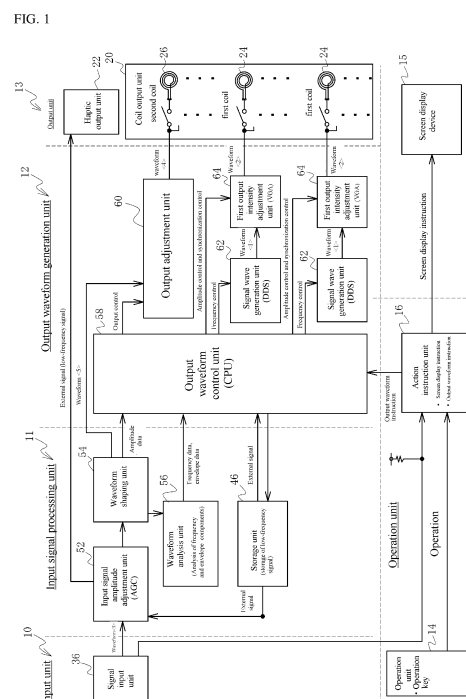 FIG. 1
Input signal processing unit
11
Output waveform generation unit
12
Output unit
13
10
36
Signal
input
unit
52
Input signal
amplitude
adjustment unit
(AGC)
54
Waveform
shaping unit
56
Waveform
analysis unit
(Analysis of frequency
and envelope components)
46
Storage unit
(storage of low-frequency
signal)
External
signal
External signal
Amplitude
data
Frequency data,
envelope data
External signal (low-frequency signal)
Waveform <5>
58
Output
waveform
control unit
(CPU)
Output control
60
Output adjustment unit
Amplitude control and synchronization control
Frequency control
62
Signal wave
generation unit
(DDS)
Waveform
<1>
64
First output
intensity
adjustment
unit (VOA)
Amplitude control and synchronization control
Frequency control
62
Signal wave
generation unit
(DDS)
Waveform
<1>
64
First output
intensity
adjustment
unit (VOA)
waveform
Waveform
<2>
Waveform
<2>
22
Haptic
output unit
20
Coil output unit
second coil
26
first coil
24
first coil
24
Operation unit
14
Operation
unit
• Operation
key
Operation
16
Action
instruction unit
• Screen display instruction
• Output waveform instruction
Output waveform
instruction
Screen display instruction
15
Screen display
device